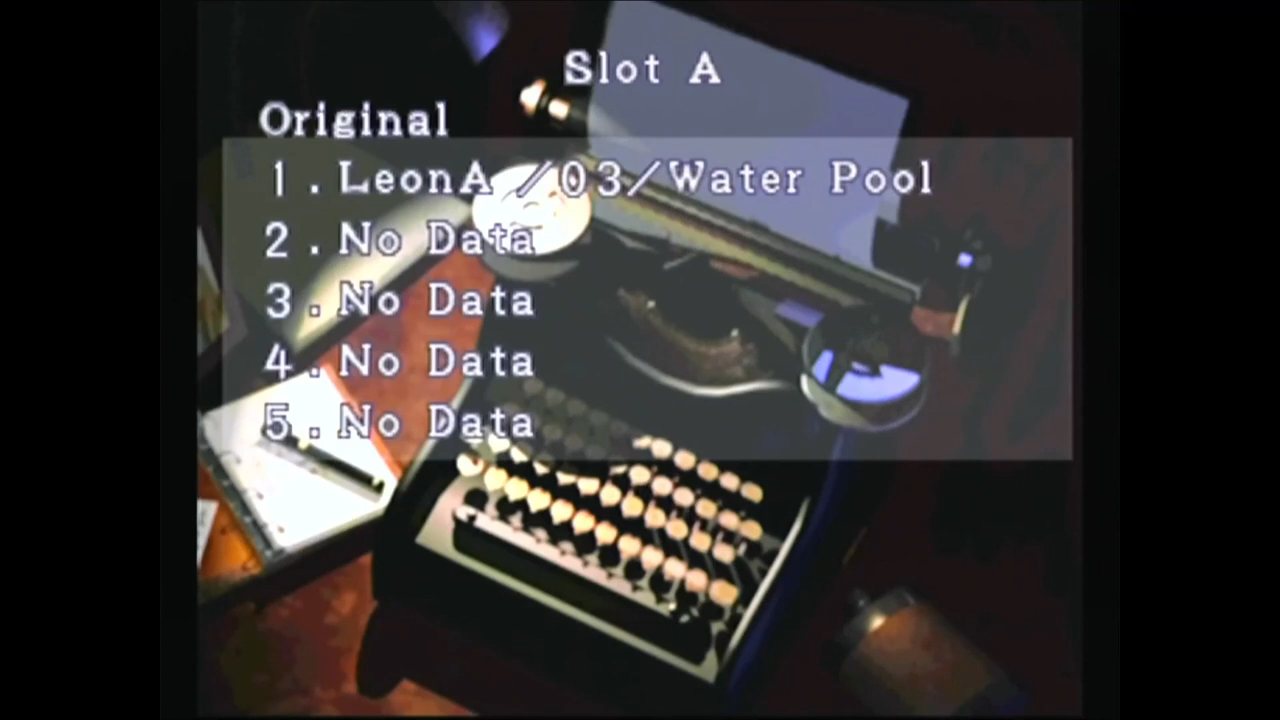 Slot A
Original
1.LeonA /03/Water Pool
2.No Data
3.No Data
4.No Data
5.No Data